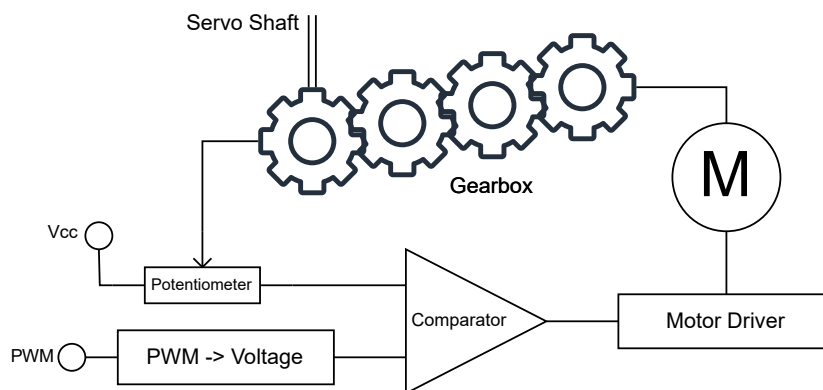 Servo Shaft
M
Gearbox
Vcc
Potentiometer
Comparator
Motor Driver
PWM
PWM -> Voltage